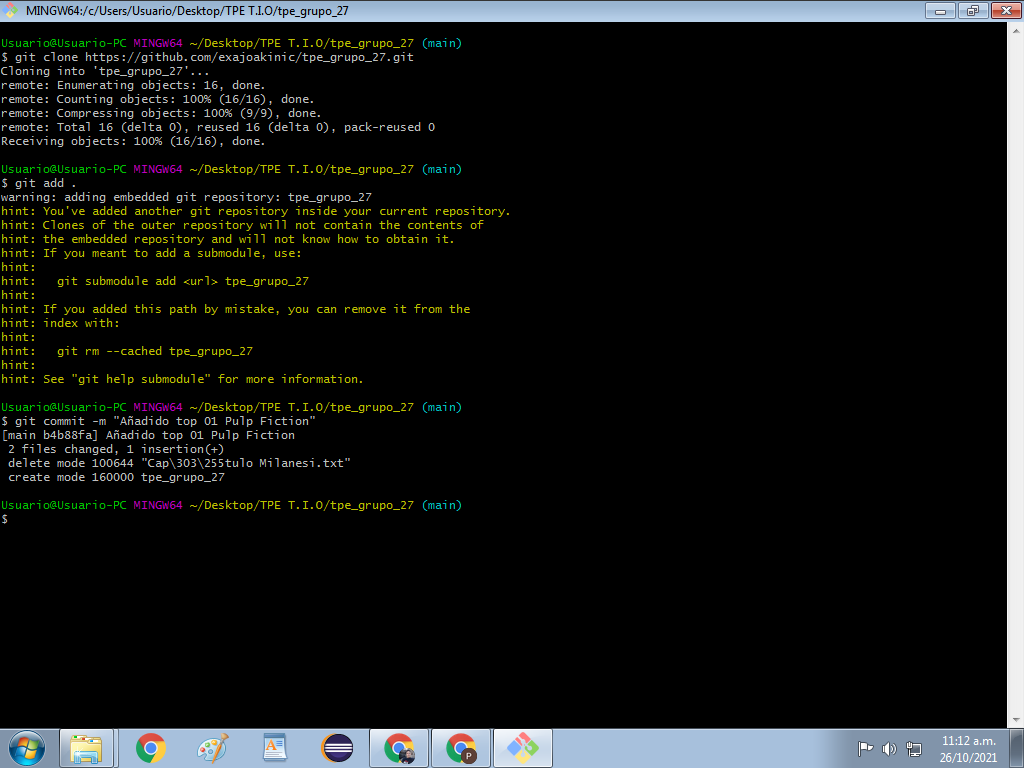 MINGW64:/c/Users/Usuario/Desktop/TPE T.I.O/tpe_grupo_27
Usuario@Usuario-PC MINGW64 ~/Desktop/TPE T.I.O/tpe_grupo_27 (main)
$ git clone https://github.com/exajoakinic/tpe_grupo_27.git
Cloning into 'tpe_grupo_27'...
remote: Enumerating objects: 16, done.
remote: Counting objects: 100% (16/16), done.
remote: Compressing objects: 100% (9/9), done.
remote: Total 16 (delta 0), reused 16 (delta 0), pack-reused 0
Receiving objects: 100% (16/16), done.
Usuario@Usuario-PC MINGW64 ~/Desktop/TPE T.I.O/tpe_grupo_27 (main)
$ git add .
warning: adding embedded git repository: tpe_grupo_27
hint: You've added another git repository inside your current repository.
hint: Clones of the outer repository will not contain the contents of
hint: the embedded repository and will not know how to obtain it.
hint: If you meant to add a submodule, use:
hint:
hint:   git submodule add <url> tpe_grupo_27
hint:
hint: If you added this path by mistake, you can remove it from the
hint: index with:
hint:
hint:   git rm --cached tpe_grupo_27
hint:
hint: See "git help submodule" for more information.
Usuario@Usuario-PC MINGW64 ~/Desktop/TPE T.I.O/tpe_grupo_27 (main)
$ git commit -m "Añadido top 01 Pulp Fiction"
[main b4b88fa] Añadido top 01 Pulp Fiction
 2 files changed, 1 insertion(+)
 delete mode 100644 "Cap\303\255tulo Milanesi.txt"
 create mode 160000 tpe_grupo_27
Usuario@Usuario-PC MINGW64 ~/Desktop/TPE T.I.O/tpe_grupo_27 (main)
$
P
11:12 a.m.
26/10/2021